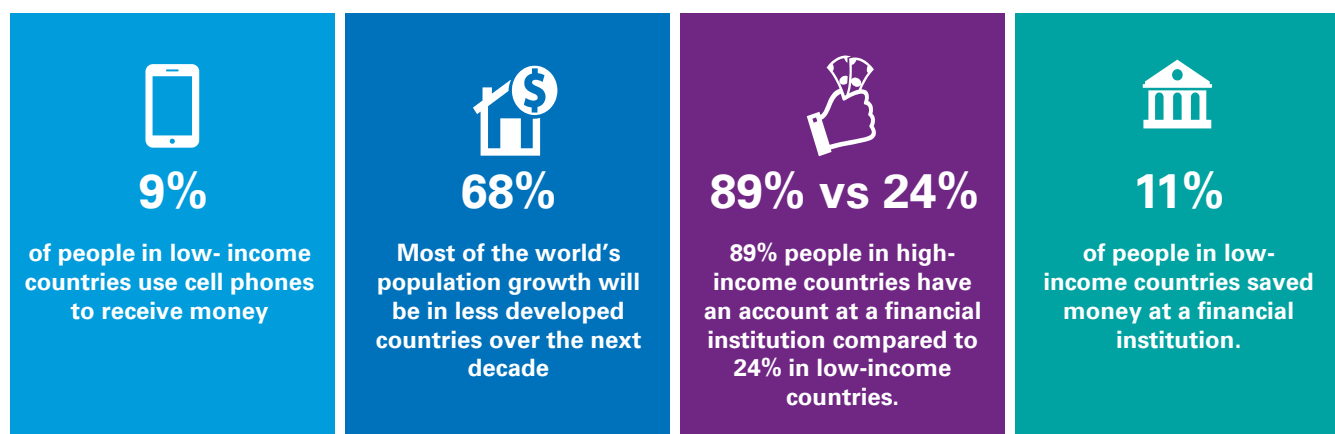 9%
of people in low- income
countries use cell phones
to receive money
$
68%
Most of the world's
population growth will
be in less developed
countries over the next
decade
89% vs 24%
89% people in high-
income countries have
an account at a financial
institution compared to
24% in low-income
countries.
11%
of people in low-
income countries saved
money at a financial
institution.